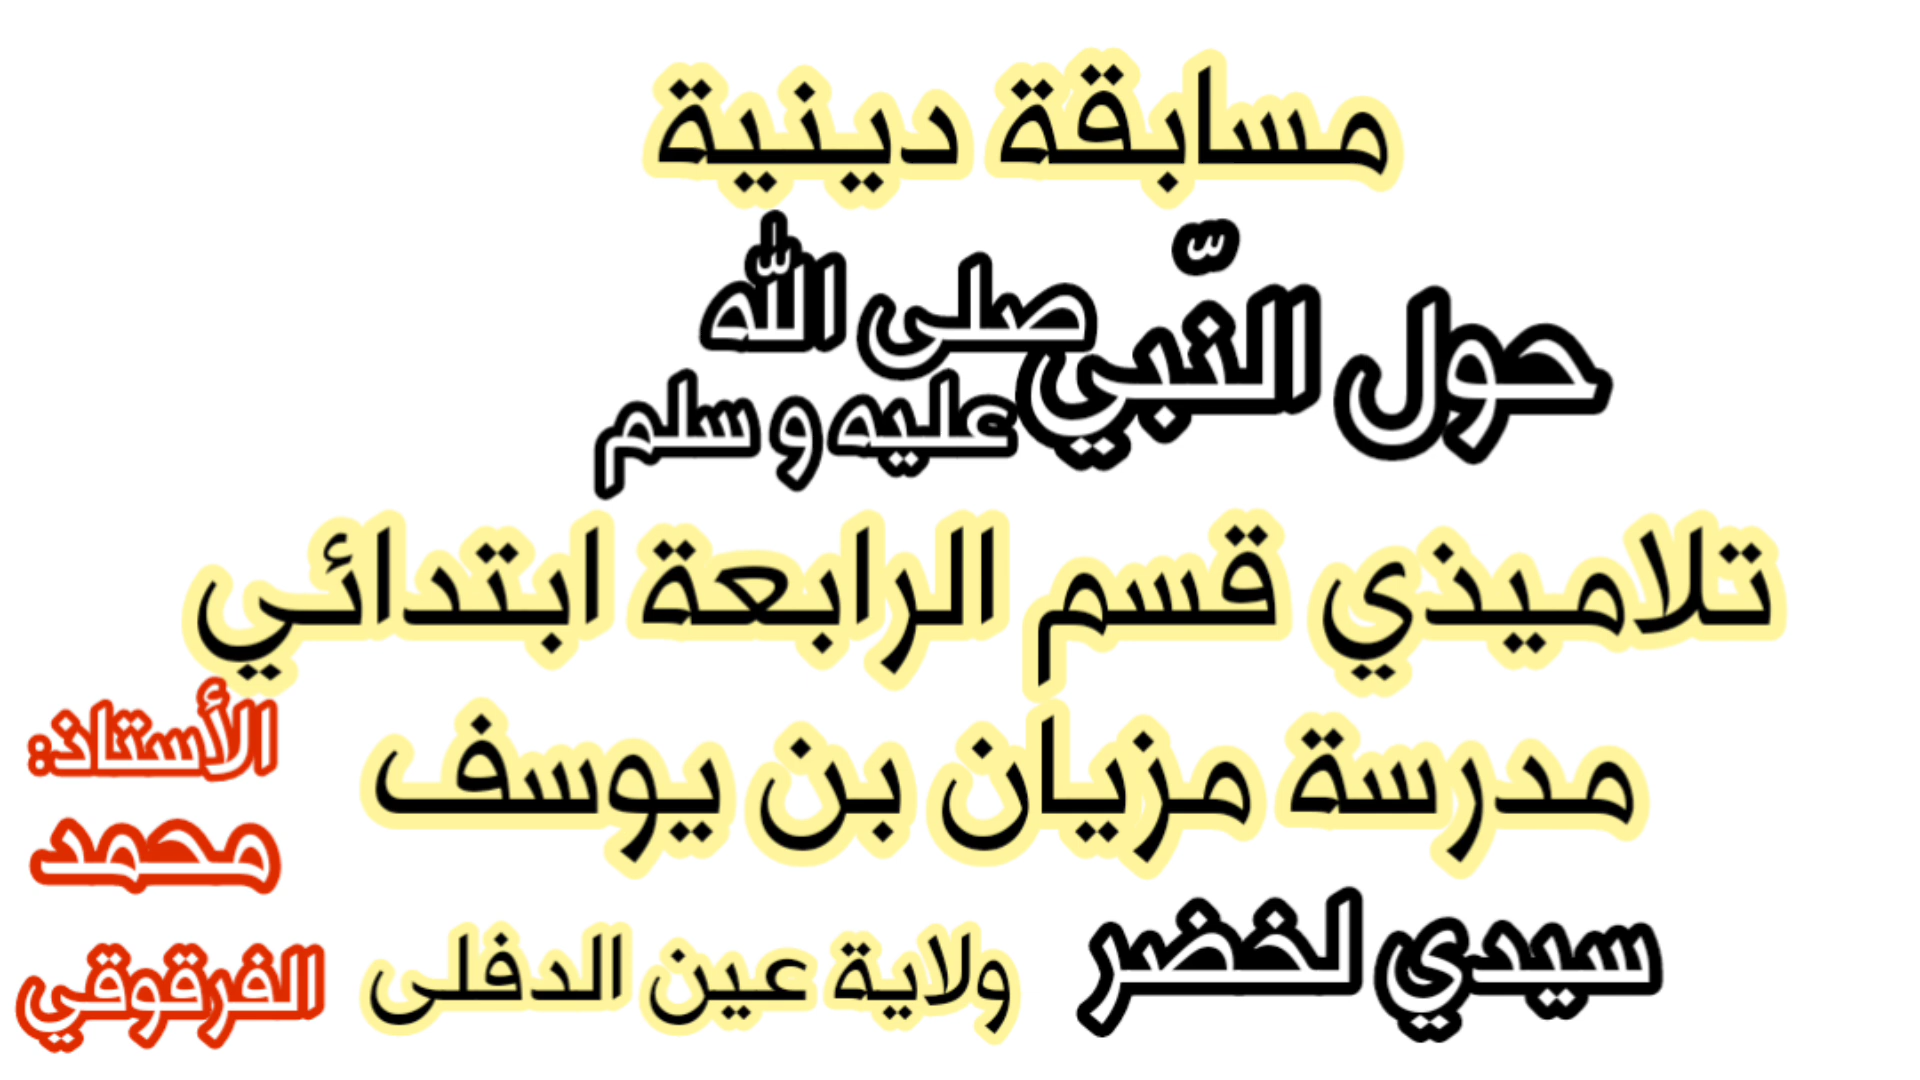 مسابقة دينية
حول النّبي صلى الله
عليه و سلم
تلاميذي قسم الرابعة ابتدائي
مدرسة مزيان بن يوسف
سيدي لخضر ولاية عين الدفلى
الأستاذ:
محمد
الفرقوقي